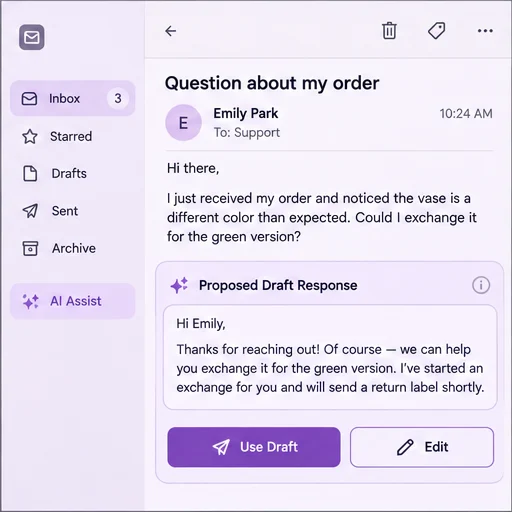 Inbox
3
Starred
Drafts
Sent
Archive
AI Assist
Question about my order
E
Emily Park
10:24 AM
To: Support
Hi there,
I just received my order and noticed the vase is a
different color than expected. Could I exchange it
for the green version?
Proposed Draft Response
Hi Emily,
Thanks for reaching out! Of course — we can help
you exchange it for the green version. I've started an
exchange for you and will send a return label shortly.
Use Draft
Edit